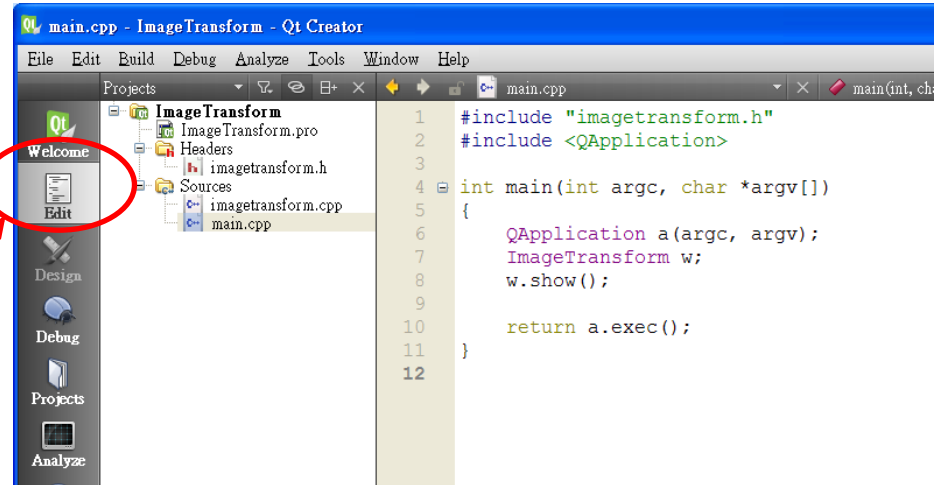 main.cpp - ImageTransform - Qt Creator
File Edit Build Debug Analyze Tools Window Help
Projects main.cpp main(int, cha
Qt
Welcome
Edit
Design
Debug
Projects
Analyze
ImageTransform
ImageTransform.pro
Headers
h imagetransform.h
Sources
c++ imagetransform.cpp
c++ main.cpp
1 #include "imagetransform.h"
2 #include <QApplication>
3
4 int main(int argc, char *argv[])
5 {
6 QApplication a(argc, argv);
7 ImageTransform w;
8 w.show();
9
10 return a.exec();
11 }
12